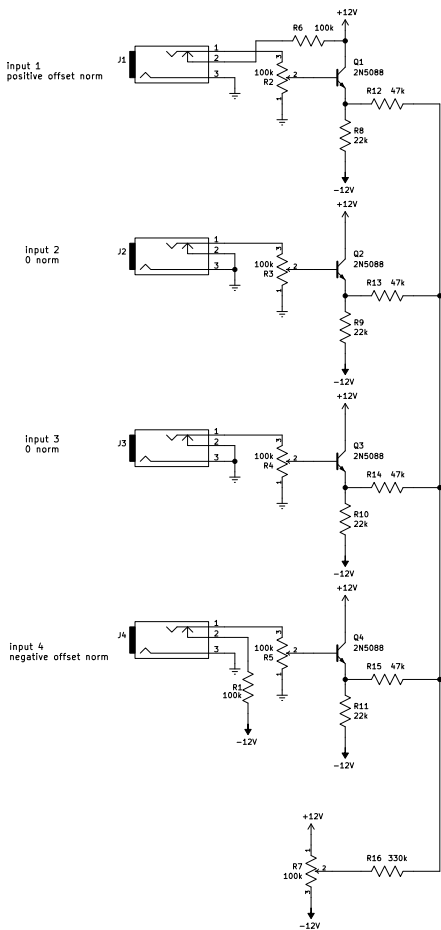 +12V
R6 100k
J1
1
2
3
input 1
positive offset norm
3
100k
R2
2
1
Q1
2N5088
R12 47k
R8
22k
-12V
+12V
input 2
0 norm
J2
1
2
3
3
100k
R3
2
1
Q2
2N5088
R13 47k
R9
22k
-12V
+12V
input 3
0 norm
J3
1
2
3
3
100k
R4
2
1
Q3
2N5088
R14 47k
R10
22k
-12V
+12V
input 4
negative offset norm
J4
1
2
3
R1
100k
-12V
3
100k
R5
2
1
Q4
2N5088
R15 47k
R11
22k
-12V
+12V
1
R7
100k
2
3
R16 330k
-12V